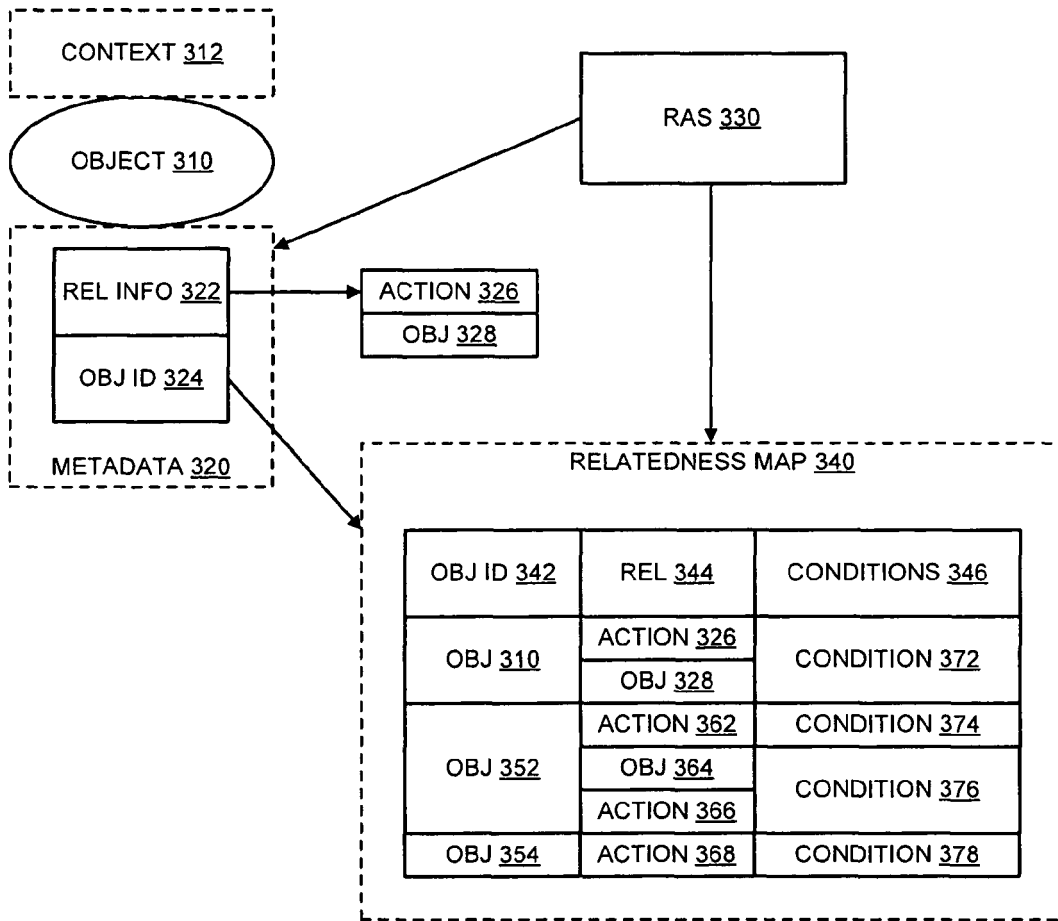 CONTEXT 312
OBJECT 310
RAS 330
REL INFO 322
OBJ ID 324
METADATA 320
ACTION 326
OBJ 328
RELATEDNESS MAP 340
OBJ ID 342
REL 344
CONDITIONS 346
OBJ 310
ACTION 326
OBJ 328
CONDITION 372
OBJ 352
ACTION 362
CONDITION 374
OBJ 364
ACTION 366
CONDITION 376
OBJ 354
ACTION 368
CONDITION 378